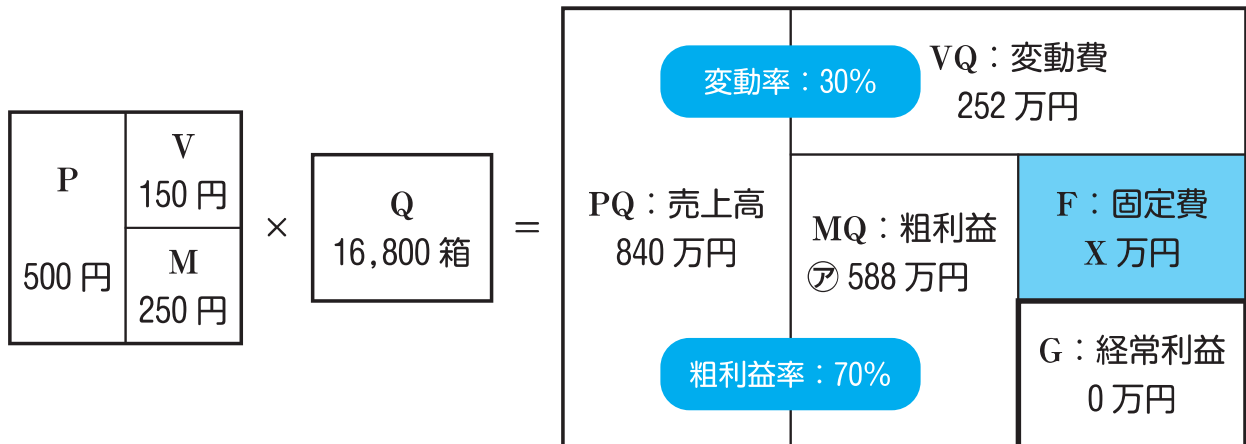 P
500 円
V
150 円
M
250 円
×
Q
16,800 箱
＝
変動率：30%
VQ：変動費
252 万円
PQ：売上高
840 万円
MQ：粗利益
㋐ 588 万円
F：固定費
X 万円
粗利益率：70%
G：経常利益
0 万円